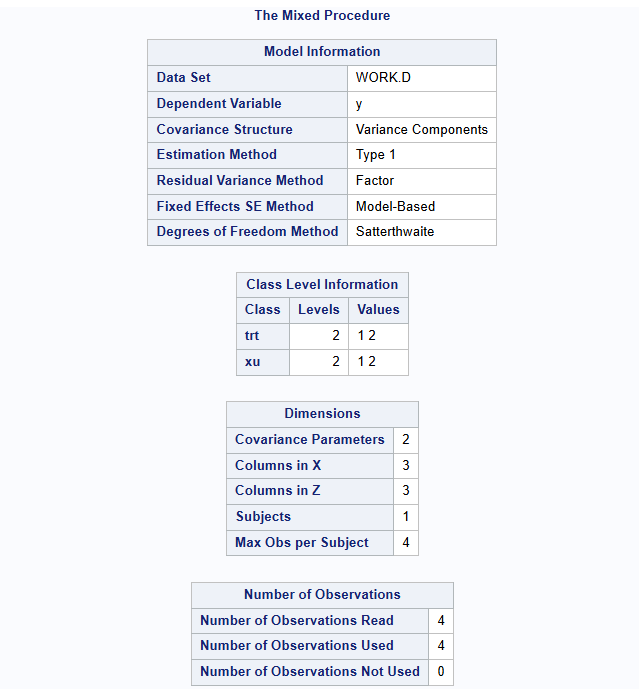 The Mixed Procedure
Model Information
Data Set WORK.D
Dependent Variable y
Covariance Structure Variance Components
Estimation Method Type 1
Residual Variance Method Factor
Fixed Effects SE Method Model-Based
Degrees of Freedom Method Satterthwaite
Class Level Information
Class Levels Values
trt 2 1 2
xu 2 1 2
Dimensions
Covariance Parameters 2
Columns in X 3
Columns in Z 3
Subjects 1
Max Obs per Subject 4
Number of Observations
Number of Observations Read 4
Number of Observations Used 4
Number of Observations Not Used 0